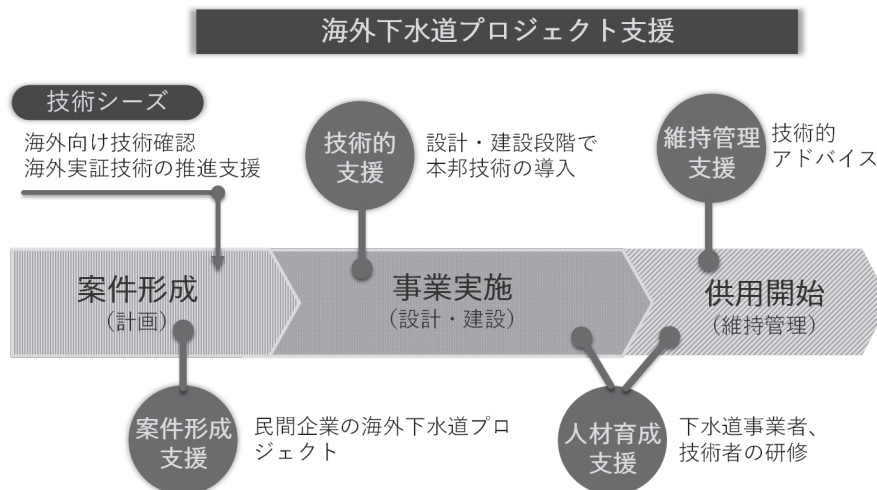 海外下水道プロジェクト支援
技術シーズ
海外向け技術確認
海外実証技術の推進支援
技術的
支援
設計・建設段階で
本邦技術の導入
維持管理
支援
技術的
アドバイス
案件形成
（計画）
事業実施
（設計・建設）
供用開始
（維持管理）
案件形成
支援
民間企業の海外下水道プロ
ジェクト
人材育成
支援
下水道事業者、
技術者の研修